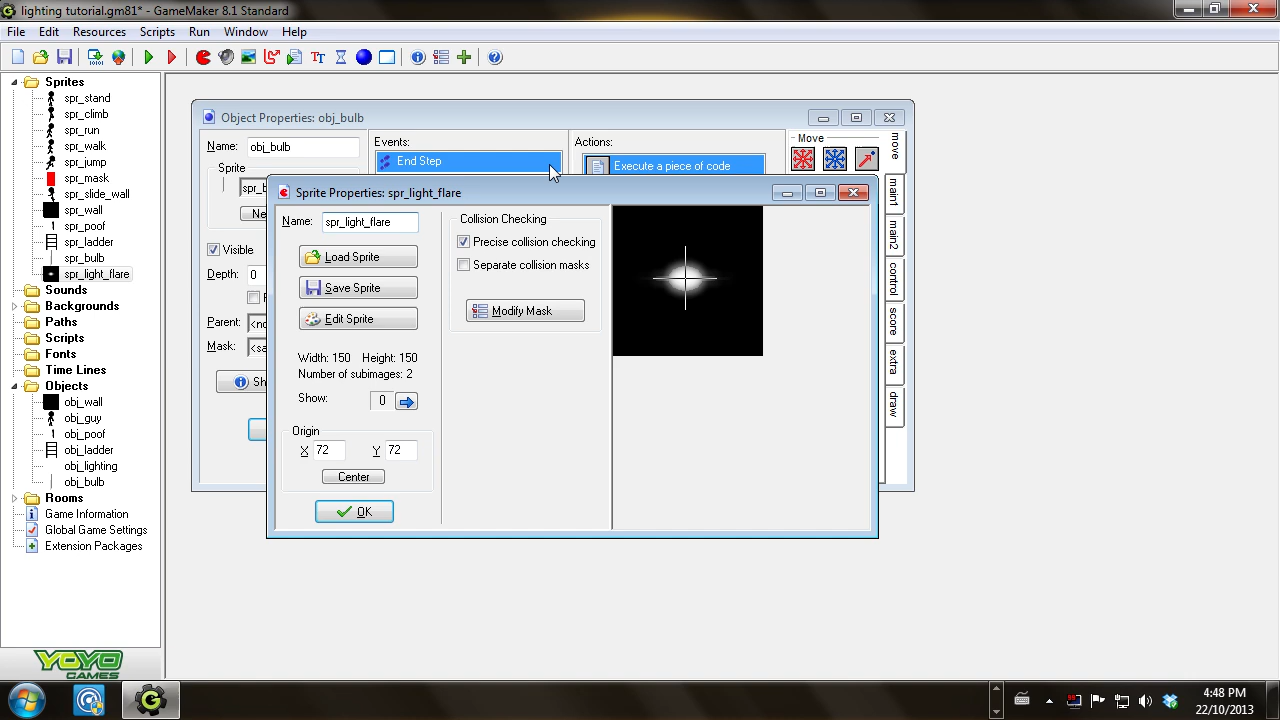 lighting tutorial.gm81* - GameMaker 8.1 Standard
File Edit Resources Scripts Run Window Help
Sprites
spr_stand
spr_climb
spr_run
spr_walk
spr_jump
spr_mask
spr_slide_wall
spr_wall
spr_poof
spr_ladder
spr_bulb
spr_light_flare
Sounds
Backgrounds
Paths
Scripts
Fonts
Time Lines
Objects
obj_wall
obj_guy
obj_poof
obj_ladder
obj_lighting
obj_bulb
Rooms
Game Information
Global Game Settings
Extension Packages
YOYO
GAMES
Object Properties: obj_bulb
Name: obj_bulb
Sprite
spr_b
Ne
Visible
Depth: 0
Parent: <no
Mask: <sa
Sh
Events:
End Step
Actions:
Execute a piece of code
Move
move
main1
main2
control
score
extra
draw
Sprite Properties: spr_light_flare
Name: spr_light_flare
Load Sprite
Save Sprite
Edit Sprite
Width: 150 Height: 150
Number of subimages: 2
Show: 0
Origin
X 72 Y 72
Center
OK
Collision Checking
Precise collision checking
Separate collision masks
Modify Mask
4:48 PM
22/10/2013